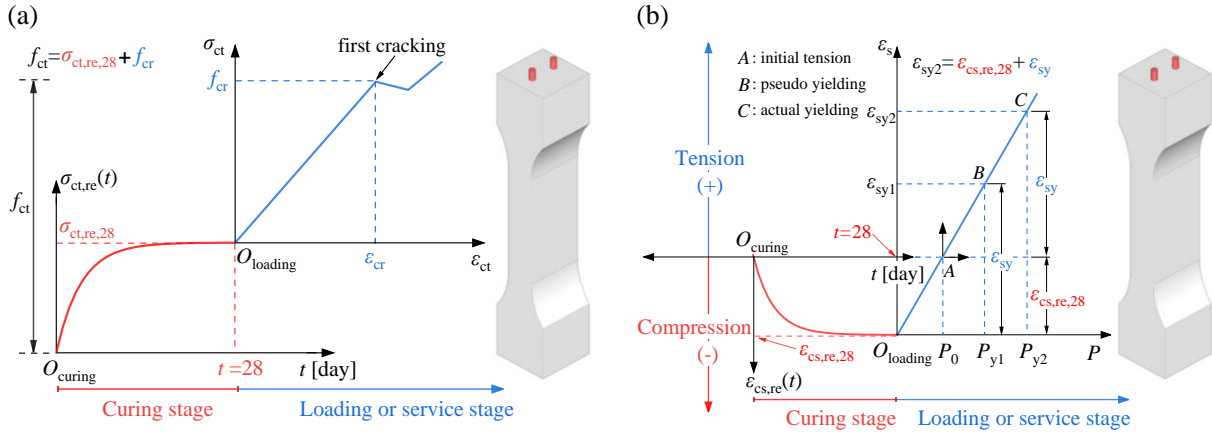 (a)
f_ct=σ_ct,re,28+f_cr
σ_ct
first cracking
f_cr
σ_ct,re(t)
f_ct
σ_ct,re,28
O_loading
ε_cr
ε_ct
O_curing
t =28
t [day]
Curing stage
Loading or service stage
(b)
ε_s
A: initial tension
B: pseudo yielding
C: actual yielding
ε_sy2=ε_cs,re,28+ε_sy
C
ε_sy2
Tension
(+)
B
ε_sy1
ε_sy
ε_sy
O_curing
t=28
t [day]
A
ε_cs,re,28
Compression
(-)
ε_cs,re,28
O_loading
P_0
P_y1
P_y2
P
ε_cs,re(t)
Curing stage
Loading or service stage